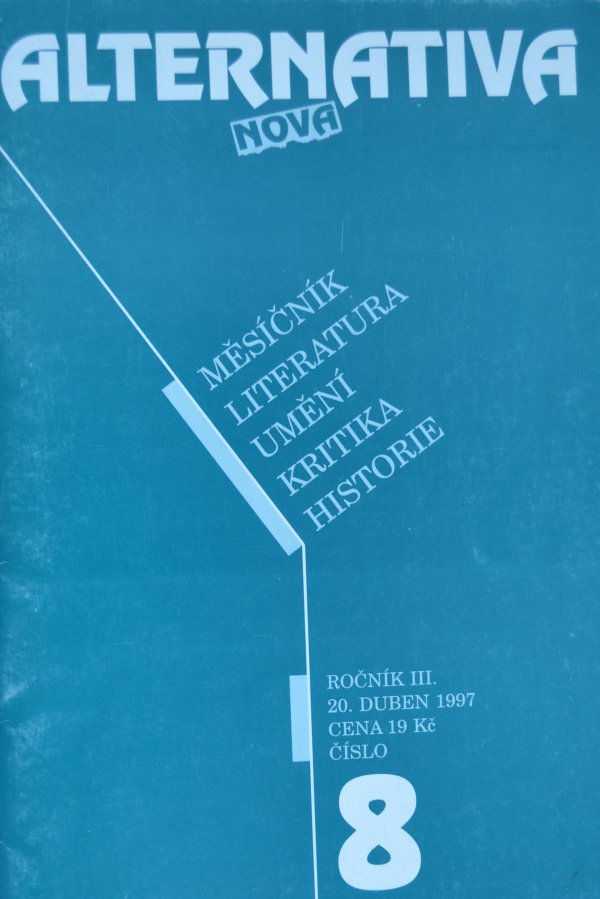 ALTERNATIVA
NOVA
MĚSÍČNÍK
LITERATURA
UMĚNÍ
KRITIKA
HISTORIE
ROČNÍK III.
20. DUBEN 1997
CENA 19 Kč
ČÍSLO
8